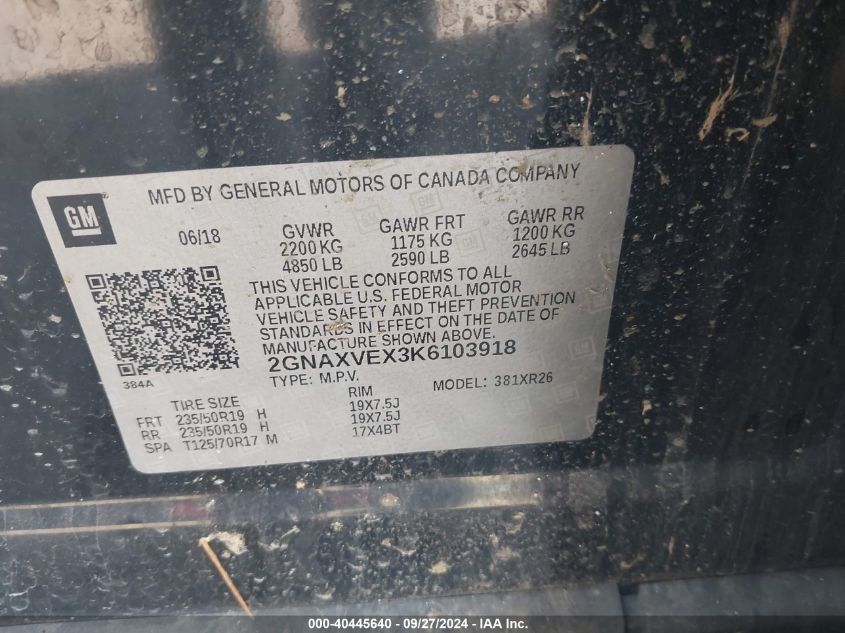 MFD BY GENERAL MOTORS OF CANADA COMPANY
GM
06/18 GVWR GAWR FRT GAWR RR
2200 KG 1175 KG 1200 KG
4850 LB 2590 LB 2645 LB
THIS VEHICLE CONFORMS TO ALL
APPLICABLE U.S. FEDERAL MOTOR
VEHICLE SAFETY AND THEFT PREVENTION
STANDARDS IN EFFECT ON THE DATE OF
MANUFACTURE SHOWN ABOVE.
2GNAXVEX3K6103918
384A
TYPE: M.P.V. MODEL: 381XR26
TIRE SIZE RIM
FRT 235/50R19 H 19X7.5J
RR 235/50R19 H 19X7.5J
SPA T125/70R17 M 17X4BT
000-40445640 - 09/27/2024 - IAA Inc.